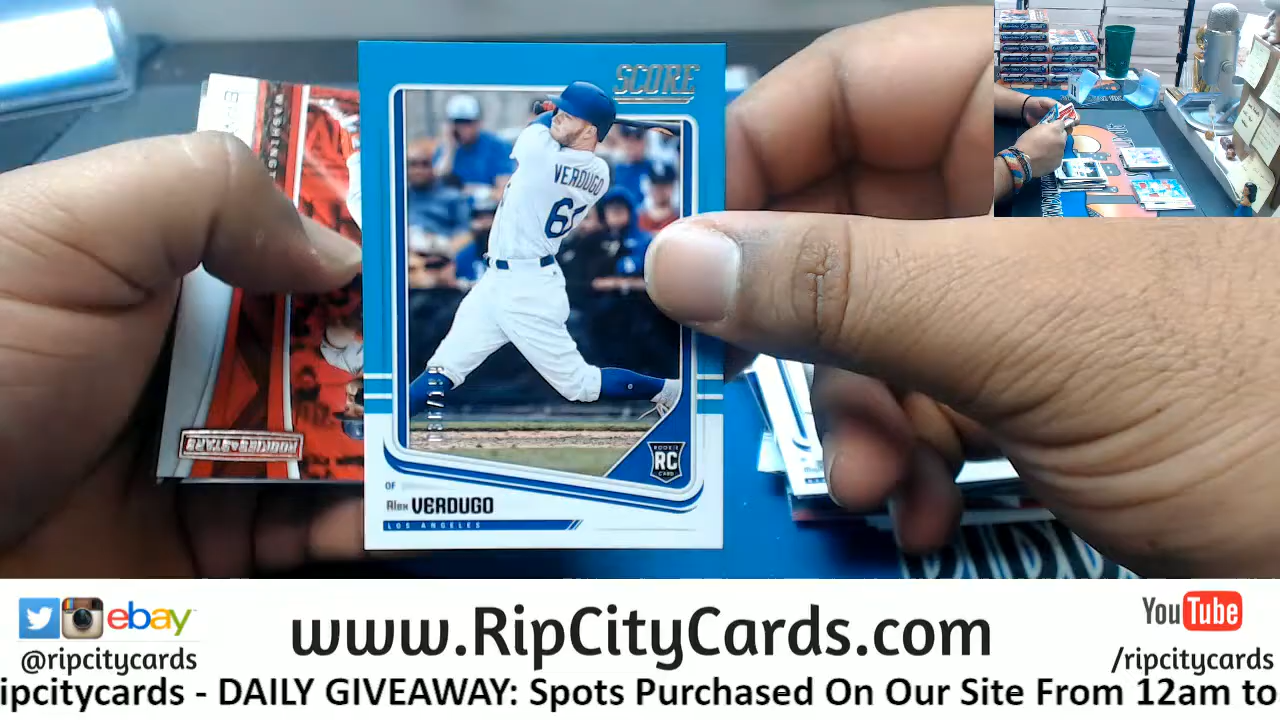 SCORE
VERDUGO
RC
ROOKIE
CARD
OF
Alex VERDUGO
LOS ANGELES
ROOKIES & STARS
ebay
@ripcitycards
www.RipCityCards.com
YouTube
/ripcitycards
ipcitycards - DAILY GIVEAWAY: Spots Purchased On Our Site From 12am to